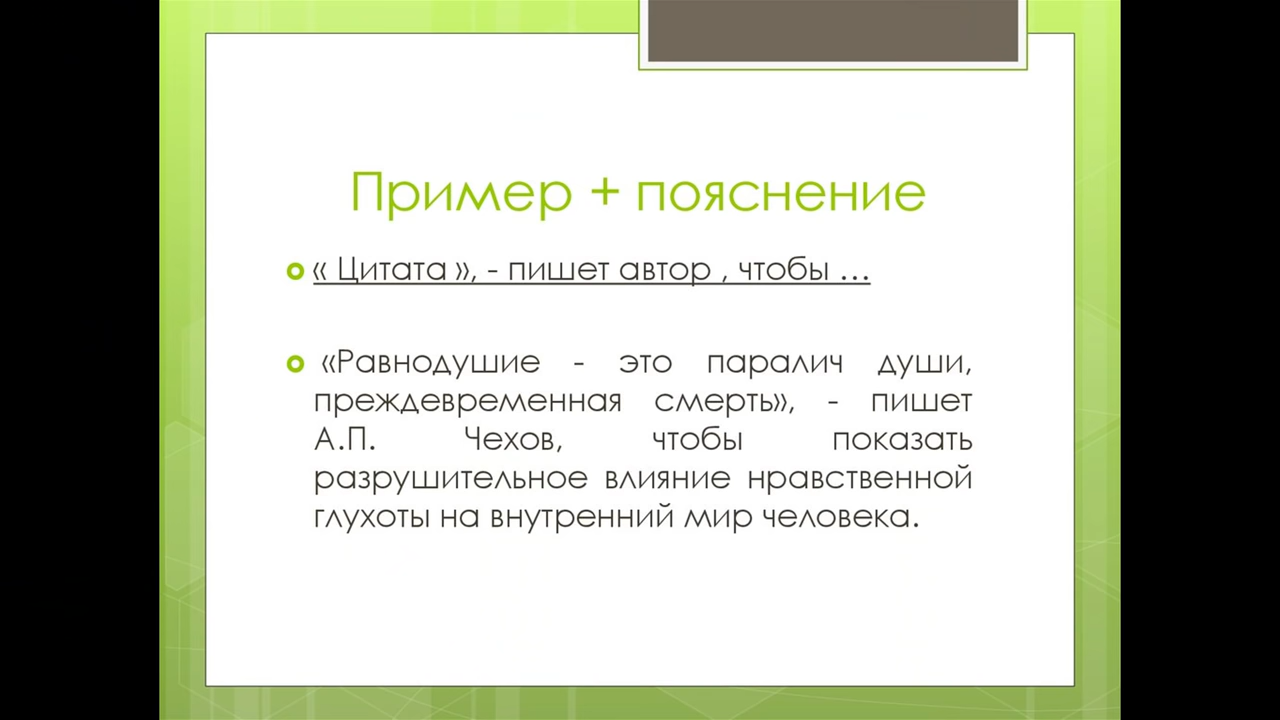 Пример + пояснение
« Цитата », - пишет автор , чтобы …
«Равнодушие - это паралич души,
преждевременная смерть», - пишет
А.П. Чехов, чтобы показать
разрушительное влияние нравственной
глухоты на внутренний мир человека.